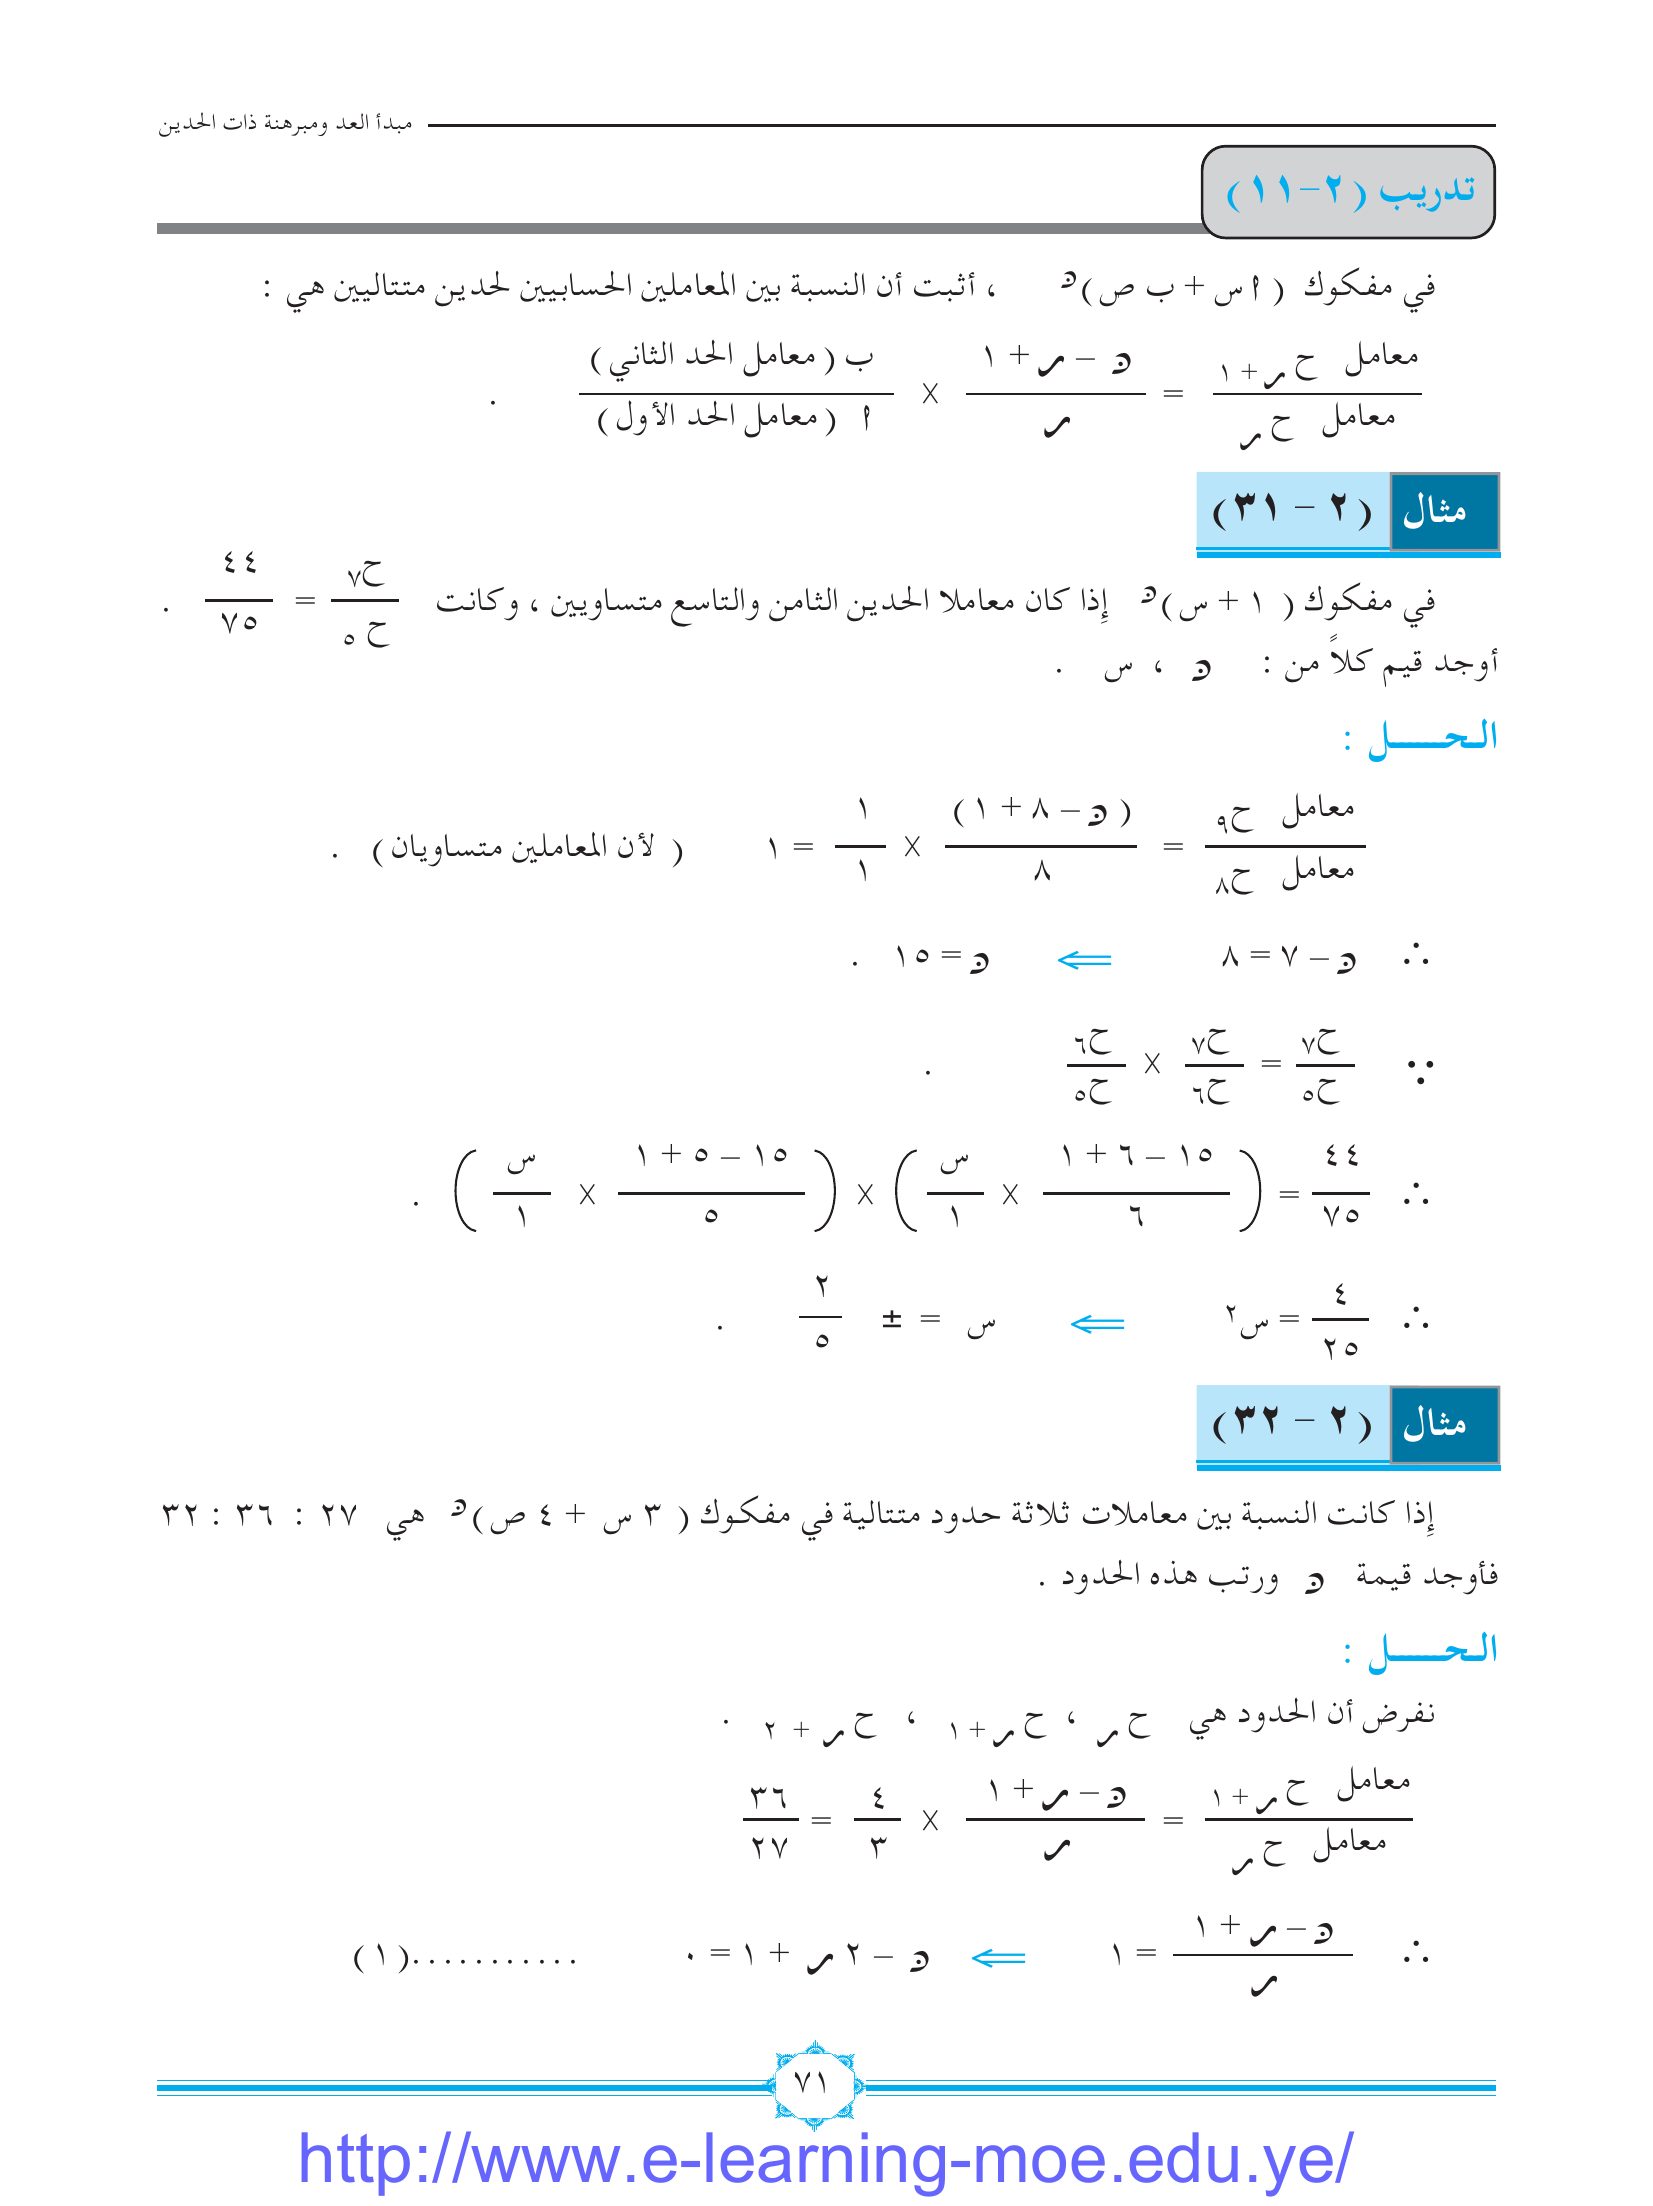 مبدأ العد ومبرهنة ذات الحدين
تدريب (٢-١١)
في مفكوك (١س + ب ص)ن ، أثبت أن النسبة بين المعاملين الحسابيين لحدين متتاليين هي :
معامل حر+١ / معامل حر = (ن - ر + ١) / ر × ب (معامل الحد الثاني) / ا (معامل الحد الأول) .
مثال (٢ - ٣١)
في مفكوك (١ + س)ن إذا كان معاملا الحدين الثامن والتاسع متساويين ، وكانت ح٧ / ح٥ = ٤٤ / ٧٥ .
أوجد قيم كلاً من : ن ، س .
الحـــــل :
معامل ح٩ / معامل ح٨ = (ن - ٨ + ١) / ٨ × ١ / ١ = ١ (لأن المعاملين متساويان) .
∴ ن - ٧ = ٨ ⇐ ن = ١٥ .
∵ ح٧ / ح٥ = ح٧ / ح٦ × ح٦ / ح٥ .
∴ ٤٤ / ٧٥ = ( ١٥ - ٦ + ١ / ٦ × س / ١ ) × ( ١٥ - ٥ + ١ / ٥ × س / ١ ) .
∴ ٤ / ٢٥ = س٢ ⇐ س = ± ٢ / ٥ .
مثال (٢ - ٣٢)
إذا كانت النسبة بين معاملات ثلاثة حدود متتالية في مفكوك (٣ س + ٤ ص)ن هي ٢٧ : ٣٦ : ٣٢
فأوجد قيمة ن ورتب هذه الحدود .
الحـــــل :
نفرض أن الحدود هي حر ، حر+١ ، حر+٢ .
معامل حر+١ / معامل حر = ن - ر + ١ / ر × ٤ / ٣ = ٣٦ / ٢٧
∴ ن - ر + ١ / ر = ١ ⇐ ن - ٢ر + ١ = ٠ ...........(١)
٧١
http://www.e-learning-moe.edu.ye/